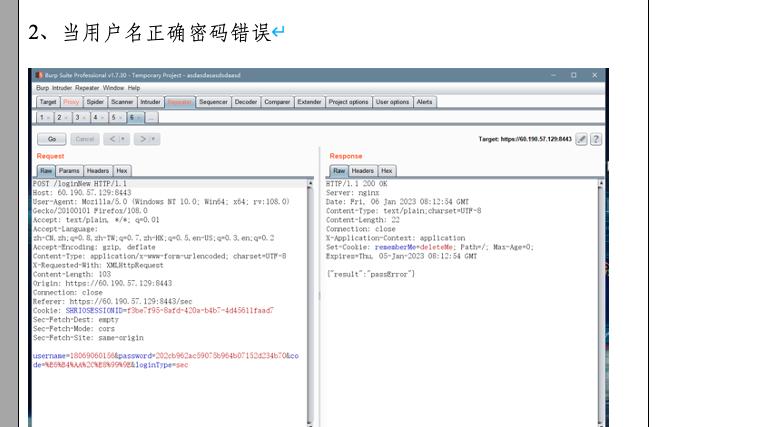 2、当用户名正确密码错误
Burp Suite Professional v1.7.30 - Temporary Project - asdasdasasdsdaasd
Burp Intruder Repeater Window Help
Target Proxy Spider Scanner Intruder Repeater Sequencer Decoder Comparer Extender Project options User options Alerts
1 × 2 × 3 × 4 × 5 × 6 × ...
Go Cancel < > Target: https://60.190.57.129:8443
Request
Raw Params Headers Hex
POST /loginNew HTTP/1.1
Host: 60.190.57.129:8443
User-Agent: Mozilla/5.0 (Windows NT 10.0; Win64; x64; rv:108.0)
Gecko/20100101 Firefox/108.0
Accept: text/plain, */*; q=0.01
Accept-Language:
zh-CN,zh;q=0.8,zh-TW;q=0.7,zh-HK;q=0.5,en-US;q=0.3,en;q=0.2
Accept-Encoding: gzip, deflate
Content-Type: application/x-www-form-urlencoded; charset=UTF-8
X-Requested-With: XMLHttpRequest
Content-Length: 103
Origin: https://60.190.57.129:8443
Connection: close
Referer: https://60.190.57.129:8443/sec
Cookie: SHRIOSESSIONID=f3be7f95-8afd-420a-b4b7-4d45611faad7
Sec-Fetch-Dest: empty
Sec-Fetch-Mode: cors
Sec-Fetch-Site: same-origin
username=18069060156&password=202cb962ac59075b964b07152d234b70&co
de=%E5%B4%AA%2C%E8%99%9E&loginType=sec
Response
Raw Headers Hex
HTTP/1.1 200 OK
Server: nginx
Date: Fri, 06 Jan 2023 08:12:54 GMT
Content-Type: text/plain;charset=UTF-8
Content-Length: 22
Connection: close
X-Application-Context: application
Set-Cookie: rememberMe=deleteMe; Path=/; Max-Age=0;
Expires=Thu, 05-Jan-2023 08:12:54 GMT
{"result":"passError"}